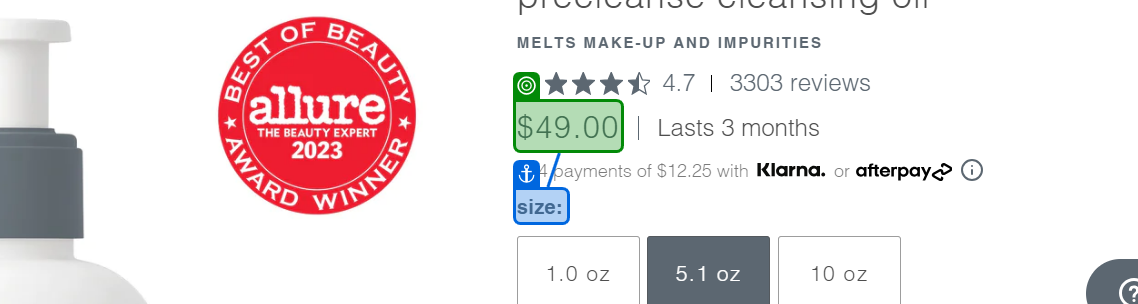 precleanse cleansing oil
MELTS MAKE-UP AND IMPURITIES
4.7 | 3303 reviews
$49.00 | Lasts 3 months
4 payments of $12.25 with Klarna. or afterpay
size:
1.0 oz 5.1 oz 10 oz
BEST OF BEAUTY
allure
THE BEAUTY EXPERT
2023
AWARD WINNER